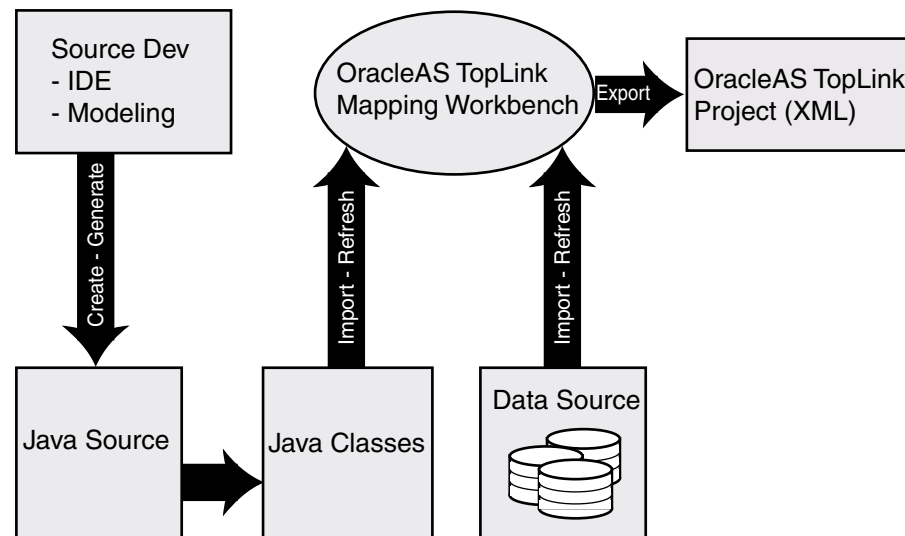 Source Dev
- IDE
- Modeling
OracleAS TopLink
Mapping Workbench
Export
OracleAS TopLink
Project (XML)
Create - Generate
Import - Refresh
Import - Refresh
Java Source
Java Classes
Data Source